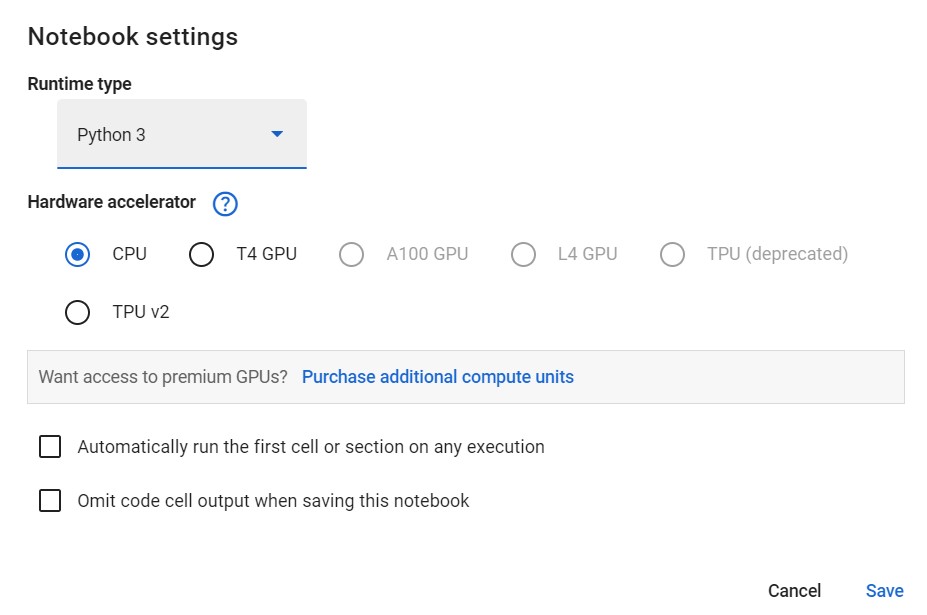 Notebook settings
Runtime type
Python 3
Hardware accelerator ?
CPU T4 GPU A100 GPU L4 GPU TPU (deprecated)
TPU v2
Want access to premium GPUs? Purchase additional compute units
Automatically run the first cell or section on any execution
Omit code cell output when saving this notebook
Cancel Save